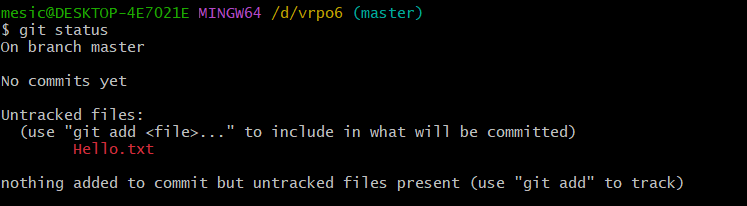 mesic@DESKTOP-4E7O21E MINGW64 /d/vrpo6 (master)
$ git status
On branch master
No commits yet
Untracked files:
(use "git add <file>..." to include in what will be committed)
Hello.txt
nothing added to commit but untracked files present (use "git add" to track)